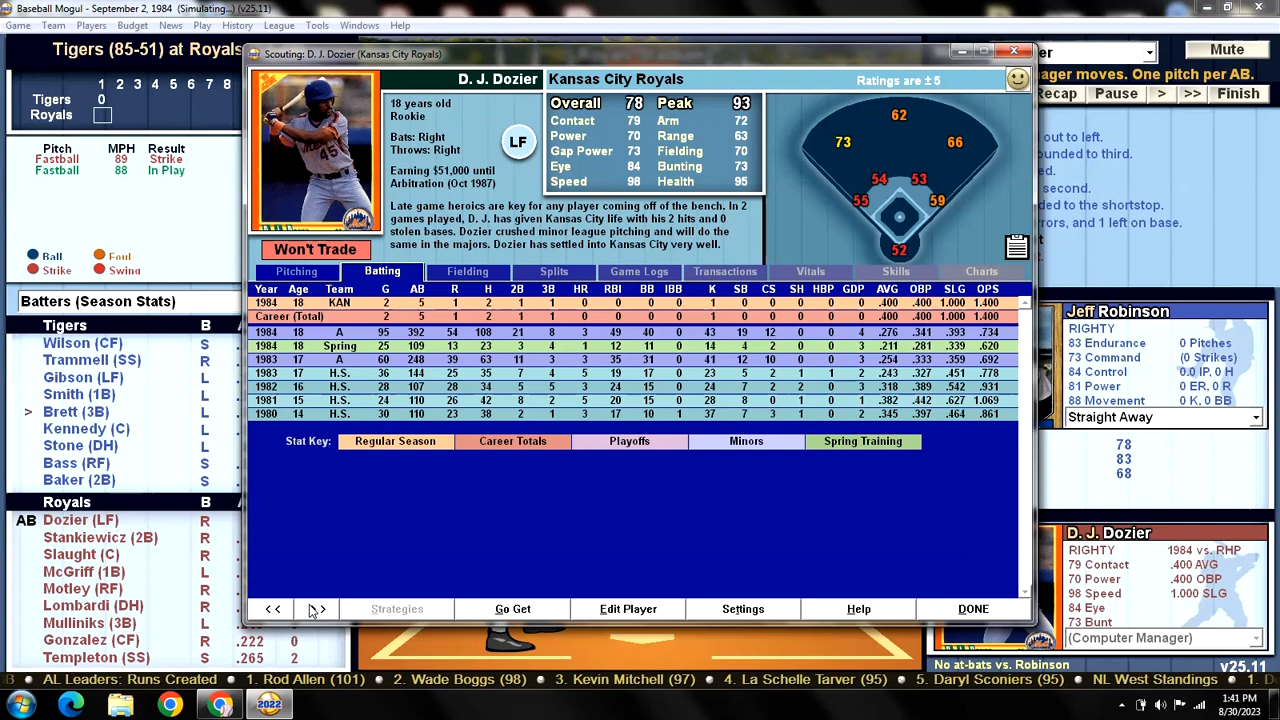 Baseball Mogul - September 2, 1984 (Simulating...) (v25.11)
Game Team Players Budget News Play History League Tools Windows Help
Tigers (85-51) at Royals
1 2 3 4 5 6 7 8
Tigers 0
Royals
Pitch MPH Result
Fastball 89 Strike
Fastball 88 In Play
Ball Foul
Strike Swing
Batters (Season Stats)
Tigers B
Wilson (CF) S
Trammell (SS) R
Gibson (LF) L
Smith (1B) L
> Brett (3B) L
Kennedy (C) L
Stone (DH) L
Bass (RF) S
Baker (2B) S
Royals B
AB Dozier (LF) R
Stankiewicz (2B) R
Slaught (C) R
McGriff (1B) L
Motley (RF) R
Lombardi (DH) R
Mulliniks (3B) L
Gonzalez (CF) R .222 0
Templeton (SS) S .265 2
Scouting: D. J. Dozier (Kansas City Royals)
D. J. Dozier
Kansas City Royals
Ratings are ± 5
45
18 years old
Rookie
Bats: Right
Throws: Right
Earning $51,000 until
Arbitration (Oct 1987)
LF
Overall 78 Peak 93
Contact 79 Arm 72
Power 70 Range 63
Gap Power 73 Fielding 70
Eye 84 Bunting 73
Speed 98 Health 95
Late game heroics are key for any player coming off of the bench. In 2
games played, D. J. has given Kansas City life with his 2 hits and 0
stolen bases. Dozier crushed minor league pitching and will do the
same in the majors. Dozier has settled into Kansas City very well.
62
73 66
54 53
55 59
52
Won't Trade
Pitching Batting Fielding Splits Game Logs Transactions Vitals Skills Charts
Year Age Team G AB R H 2B 3B HR RBI BB IBB K SB CS SH HBP GDP AVG OBP SLG OPS
1984 18 KAN 2 5 1 2 1 1 0 0 0 0 0 0 0 0 0 0 .400 .400 1.000 1.400
Career (Total) 2 5 1 2 1 1 0 0 0 0 0 0 0 0 0 0 .400 .400 1.000 1.400
1984 18 A 95 392 54 108 21 8 3 49 40 0 43 19 12 0 0 4 .276 .341 .393 .734
1984 18 Spring 25 109 13 23 3 4 1 12 11 0 14 4 2 0 0 3 .211 .281 .339 .620
1983 17 A 60 248 39 63 11 3 3 35 31 0 41 12 10 0 0 4 .254 .333 .359 .692
1983 17 H.S. 36 144 25 35 7 4 5 19 17 0 23 5 2 1 1 2 .243 .327 .451 .778
1982 16 H.S. 28 107 28 34 5 5 3 24 15 0 24 7 2 0 0 2 .318 .389 .542 .931
1981 15 H.S. 24 110 26 42 8 2 5 20 15 0 28 8 0 1 0 1 .382 .442 .627 1.069
1980 14 H.S. 30 110 23 38 2 1 3 17 10 1 37 7 3 1 0 2 .345 .397 .464 .861
Stat Key: Regular Season Career Totals Playoffs Minors Spring Training
<< >> Strategies Go Get Edit Player Settings Help DONE
Mute
One pitch per AB.
Recap Pause > >> Finish
out to left.
second.
Jeff Robinson
RIGHTY
83 Endurance 0 Pitches
73 Command (0 Strikes)
84 Control 0.0 IP, 0 H
81 Power 0 R, 0 ER
88 Movement 0 K, 0 BB
Straight Away
78
83
68
D. J. Dozier
RIGHTY 1984 vs. RHP
79 Contact .400 AVG
70 Power .400 OBP
98 Speed 1.000 SLG
84 Eye
73 Bunt
(Computer Manager)
No at-bats vs. Robinson
v25.11
AL Leaders: Runs Created 1. Rod Allen (101) 2. Wade Boggs (98) 3. Kevin Mitchell (97) 4. La Schelle Tarver (95) 5. Daryl Sconiers (95) NL West Standings
2022
1:41 PM
8/30/2023